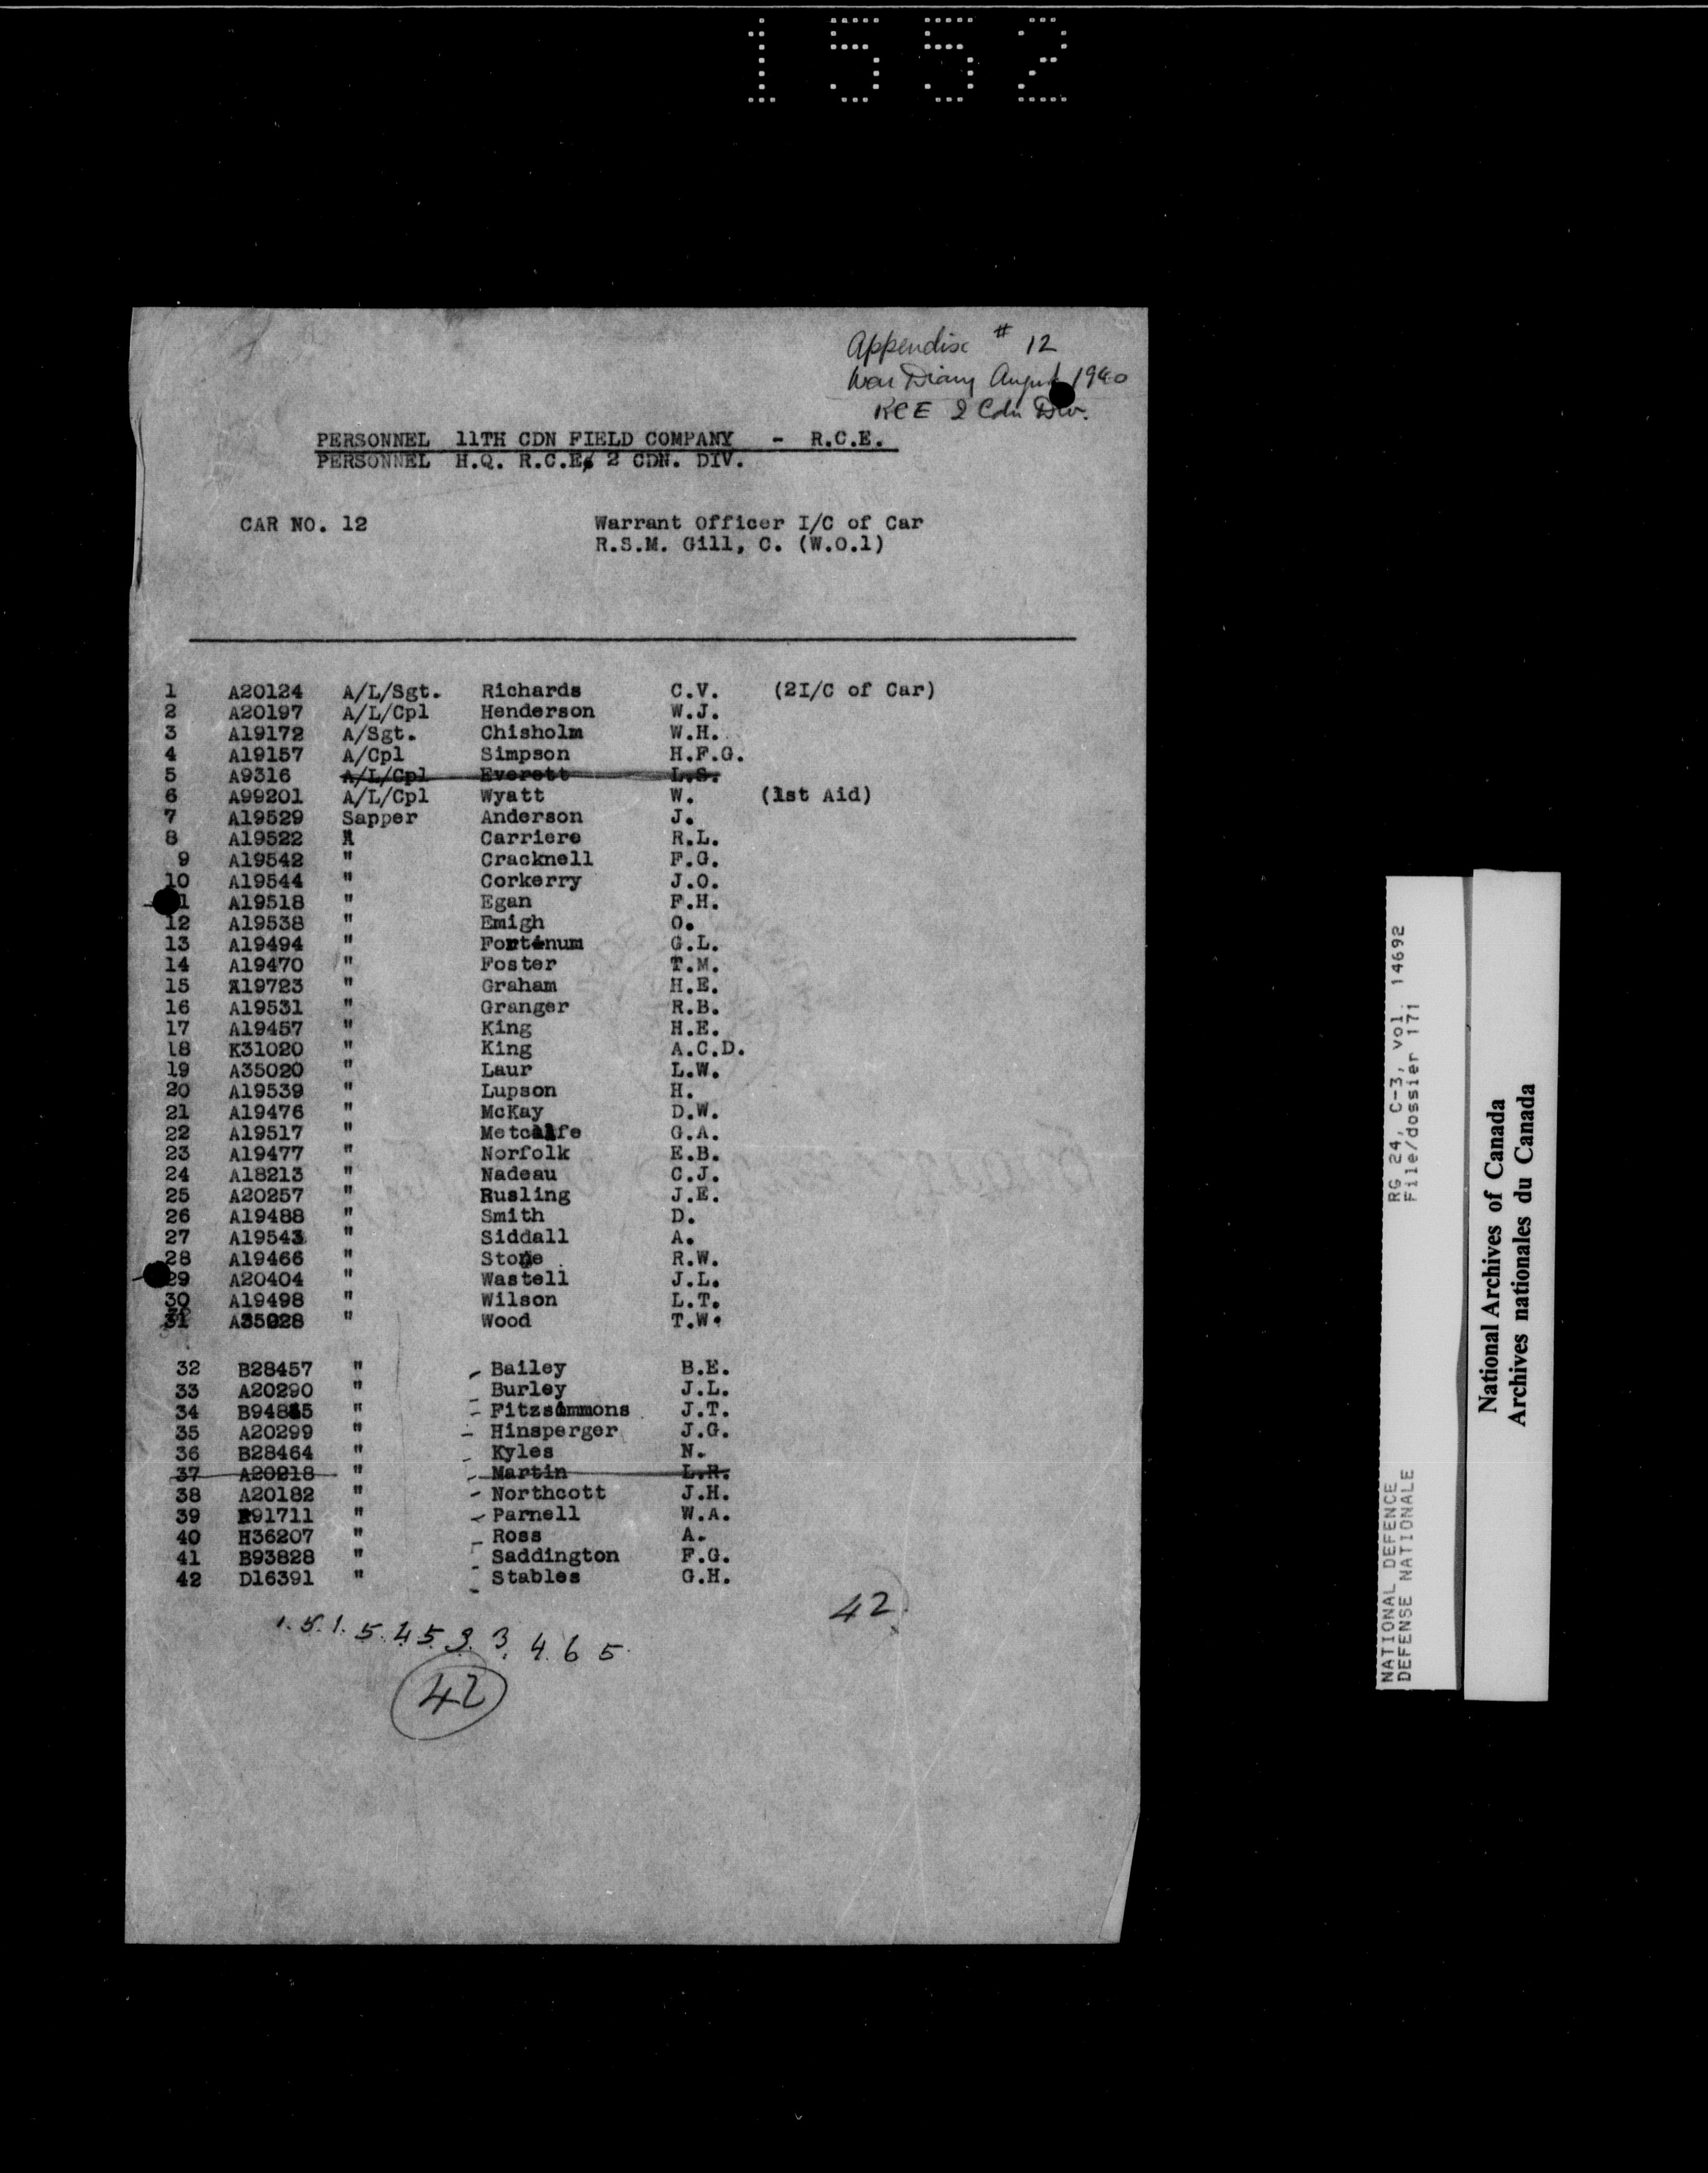 1552
Appendix # 12
War Diary August 1940
RCE 2 Cdn Div.
PERSONNEL 11TH CDN FIELD COMPANY - R.C.E.
PERSONNEL H.Q. R.C.E. 2 CDN. DIV.
CAR NO. 12 Warrant Officer I/C of Car
R.S.M. Gill, C. (W.O.1)
1 A20124 A/L/Sgt. Richards C.V. (2I/C of Car)
2 A20197 A/L/Cpl Henderson W.J.
3 A19172 A/Sgt. Chisholm W.H.
4 A19157 A/Cpl Simpson H.F.G.
5 A9316 A/L/Cpl Everett L.S.
6 A99201 A/L/Cpl Wyatt W. (1st Aid)
7 A19529 Sapper Anderson J.
8 A19522 " Carriere R.L.
9 A19542 " Cracknell F.G.
10 A19544 " Corkerry J.O.
11 A19518 " Egan F.H.
12 A19538 " Emigh O.
13 A19494 " Fortinum G.L.
14 A19470 " Foster T.M.
15 A19723 " Graham H.E.
16 A19531 " Granger R.B.
17 A19457 " King H.E.
18 K31020 " King A.C.D.
19 A35020 " Laur L.W.
20 A19539 " Lupson H.
21 A19476 " McKay D.W.
22 A19517 " Metcalfe G.A.
23 A19477 " Norfolk E.B.
24 A18213 " Nadeau C.J.
25 A20257 " Rusling J.E.
26 A19488 " Smith D.
27 A19543 " Siddall A.
28 A19466 " Stone R.W.
29 A20404 " Wastell J.L.
30 A19498 " Wilson L.T.
31 A35028 " Wood T.W.
32 B28457 " - Bailey B.E.
33 A20290 " - Burley J.L.
34 B94885 " - Fitzsimmons J.T.
35 A20299 " - Hinsperger J.G.
36 B28464 " - Kyles N.
37 A20218 " - Martin L.R.
38 A20182 " - Northcott J.H.
39 B91711 " - Parnell W.A.
40 H36207 " - Ross A.
41 B93828 " - Saddington F.G.
42 D16391 " - Stables G.H.
42.
1.5.1.5.4.5.3.3.4.6.5.
42
RG 24, C-3, vol. 14692
File/dossier 171
NATIONAL DEFENCE
DEFENSE NATIONALE
National Archives of Canada
Archives nationales du Canada